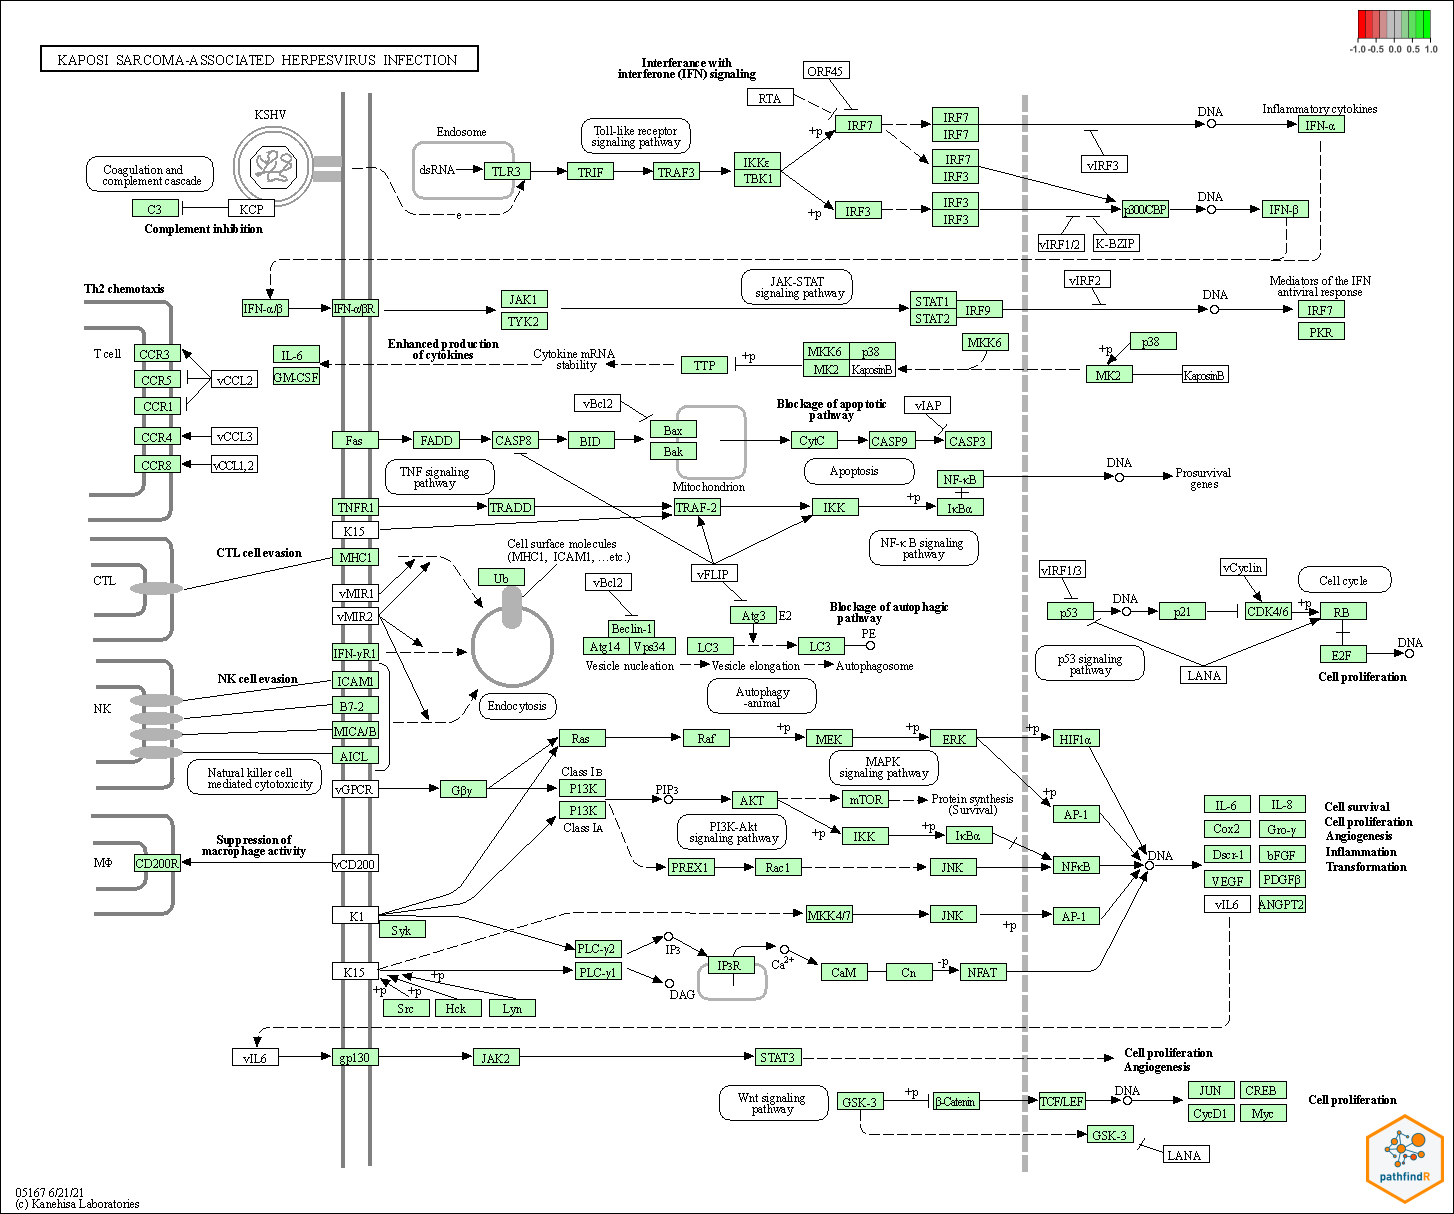 -1.0 -0.5 0.0 0.5 1.0
KAPOSI SARCOMA-ASSOCIATED HERPESVIRUS INFECTION
Interferance with
interferone (IFN) signaling
ORF45
RTA
KSHV
Endosome
Toll-like receptor
signaling pathway
+p
IRF7
IRF7
IRF7
DNA
Inflammatory cytokines
IFN-α
Coagulation and
complement cascade
dsRNA
TLR3
TRIF
TRAF3
IKKε
TBK1
IRF7
IRF3
vIRF3
C3
KCP
e
+p
IRF3
IRF3
IRF3
p300/CBP
DNA
IFN-β
Complement inhibition
vIRF1/2
K-BZIP
Th2 chemotaxis
JAK-STAT
signaling pathway
vIRF2
Mediators of the IFN
antiviral response
IFN-α/β
IFN-α/βR
JAK1
TYK2
STAT1
STAT2
IRF9
DNA
IRF7
PKR
T cell
CCR3
CCR5
CCR1
CCR4
CCR8
vCCL2
vCCL3
vCCL1,2
IL-6
GM-CSF
Enhanced production
of cytokines
Cytokine mRNA
stability
TTP
+p
MKK6
p38
MK2
KaposinB
MKK6
+p
p38
MK2
KaposinB
vBcl2
Blockage of apoptotic
pathway
vIAP
Fas
FADD
CASP8
BID
Bax
Bak
CytC
CASP9
CASP3
TNF signaling
pathway
Mitochondrion
Apoptosis
NF-κB
DNA
Prosurvival
genes
TNFR1
TRADD
TRAF-2
IKK
+p
IκBα
K15
CTL cell evasion
Cell surface molecules
(MHC1, ICAM1, ...etc.)
NF-κ B signaling
pathway
MHC1
CTL
Ub
vBcl2
vFLIP
vIRF1/3
vCyclin
Cell cycle
vMIR1
vMIR2
Atg3
E2
Blockage of autophagic
pathway
p53
DNA
p21
CDK4/6
+p
RB
Beclin-1
Atg14
Vps34
LC3
LC3
PE
IFN-γR1
Vesicle nucleation
Vesicle elongation
Autophagosome
p53 signaling
pathway
LANA
E2F
DNA
Cell proliferation
NK cell evasion
ICAM1
NK
B7-2
MICA/B
AICL
Endocytosis
Autophagy
-animal
Ras
Raf
+p
MEK
+p
ERK
+p
HIF1α
Natural killer cell
mediated cytotoxicity
MAPK
signaling pathway
vGPCR
Gβγ
Class IB
P13K
P13K
Class IA
PIP3
AKT
mTOR
Protein synthesis
(Survival)
+p
AP-1
PI3K-Akt
signaling pathway
+p
IKK
+p
IκBα
IL-6
IL-8
Cox2
Gro-γ
Dscr-1
bFGF
VEGF
PDGFβ
vIL6
ANGPT2
Cell survival
Cell proliferation
Angiogenesis
Inflammation
Transformation
Suppression of
macrophage activity
MΦ
CD200R
vCD200
PREX1
Rac1
JNK
NFκB
DNA
K1
Syk
MKK4/7
JNK
+p
AP-1
K15
PLC-γ2
PLC-γ1
IP3
DAG
IP3R
Ca2+
CaM
Cn
-p
NFAT
+p
+p
+p
Src
Hck
Lyn
vIL6
gp130
JAK2
STAT3
Cell proliferation
Angiogenesis
Wnt signaling
pathway
GSK-3
+p
β-Catenin
TCF/LEF
DNA
JUN
CREB
CycD1
Myc
Cell proliferation
GSK-3
LANA
pathfindR
05167 6/21/21
(c) Kanehisa Laboratories